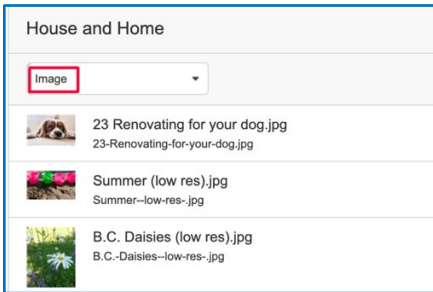 House and Home
Image
23 Renovating for your dog.jpg
23-Renovating-for-your-dog.jpg
Summer (low res).jpg
Summer--low-res-.jpg
B.C. Daisies (low res).jpg
B.C.-Daisies--low-res-.jpg